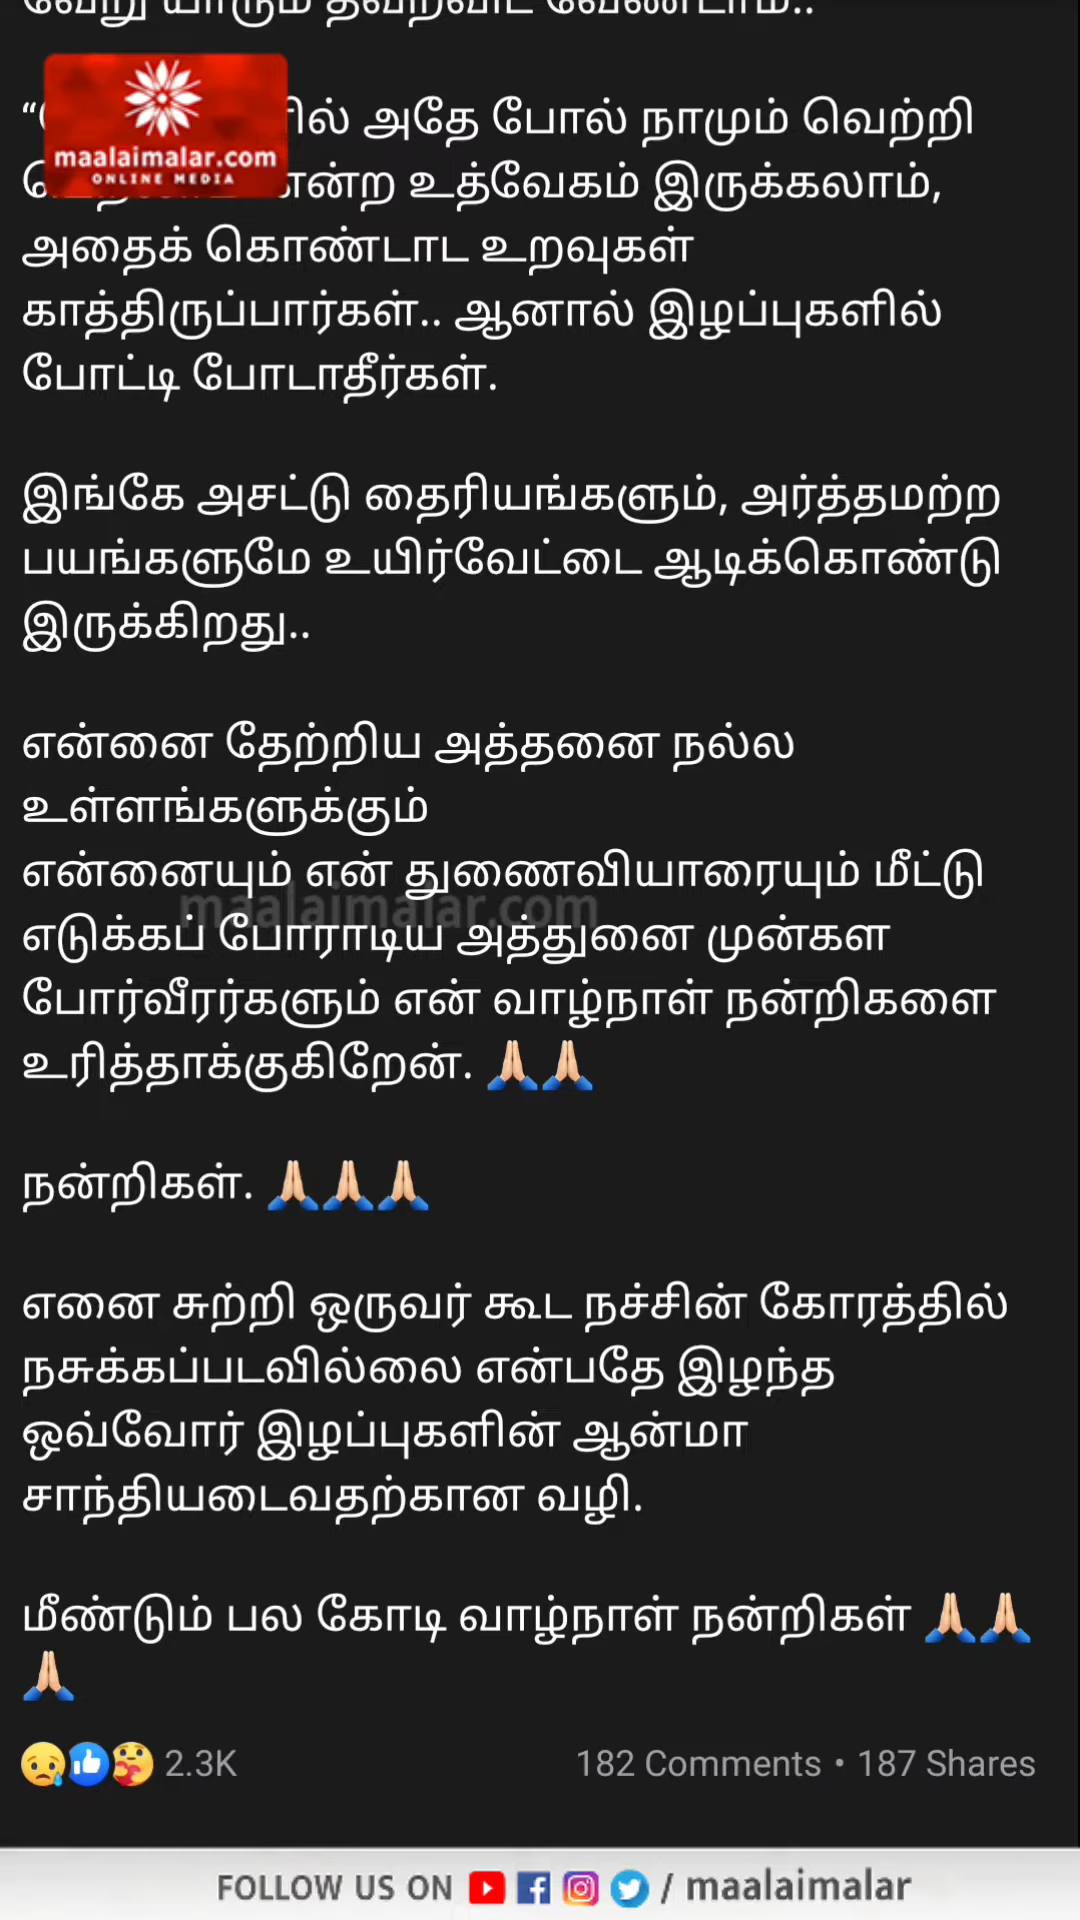 வேறு யாரும் தவறவிட வேண்டாம்..
maalaimalar.com
ONLINE MEDIA
ில் அதே போல் நாமும் வெற்றி
என்ற உத்வேகம் இருக்கலாம்,
அதைக் கொண்டாட உறவுகள்
காத்திருப்பார்கள்.. ஆனால் இழப்புகளில்
போட்டி போடாதீர்கள்.
இங்கே அசட்டு தைரியங்களும், அர்த்தமற்ற
பயங்களுமே உயிர்வேட்டை ஆடிக்கொண்டு
இருக்கிறது..
என்னை தேற்றிய அத்தனை நல்ல
உள்ளங்களுக்கும்
என்னையும் என் துணைவியாரையும் மீட்டு
maalaimalar.com
எடுக்கப் போராடிய அத்துனை முன்கள
போர்வீரர்களும் என் வாழ்நாள் நன்றிகளை
உரித்தாக்குகிறேன். 🙏🏻🙏🏻
நன்றிகள். 🙏🏻🙏🏻🙏🏻
எனை சுற்றி ஒருவர் கூட நச்சின் கோரத்தில்
நசுக்கப்படவில்லை என்பதே இழந்த
ஒவ்வோர் இழப்புகளின் ஆன்மா
சாந்தியடைவதற்கான வழி.
மீண்டும் பல கோடி வாழ்நாள் நன்றிகள் 🙏🏻🙏🏻
🙏🏻
2.3K
182 Comments • 187 Shares
FOLLOW US ON / maalaimalar